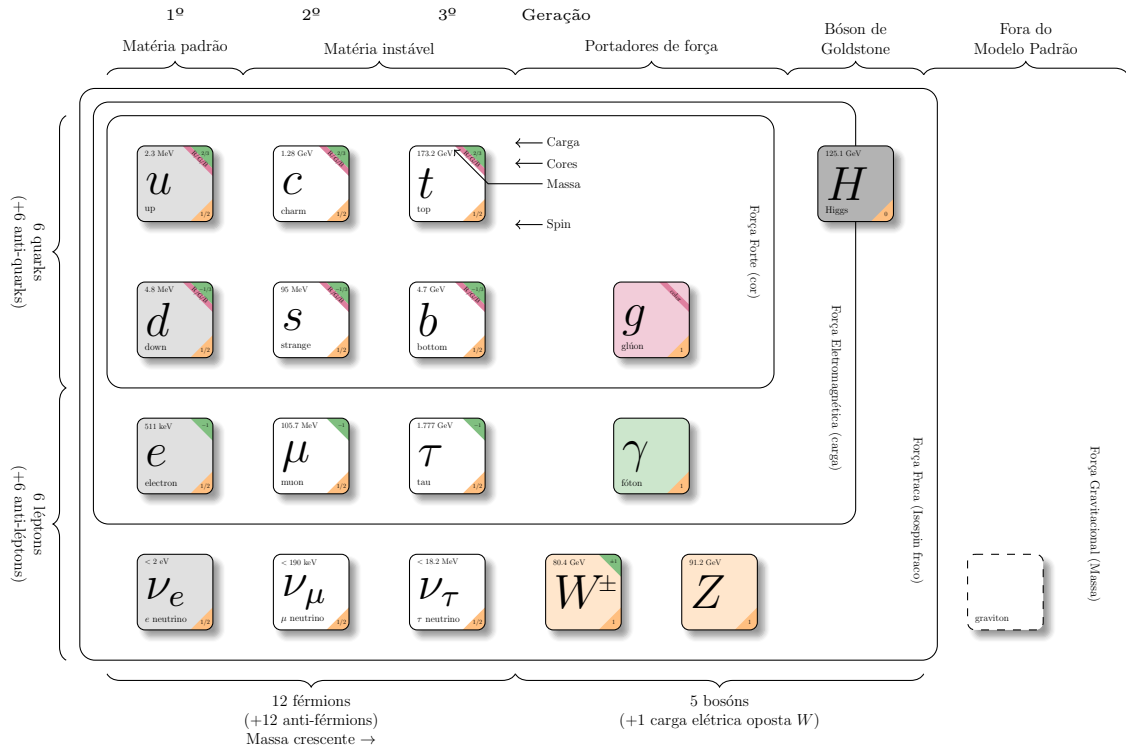 1º 2º 3º Geração
Matéria padrão
Matéria instável
Portadores de força
Bóson de
Goldstone
Fora do
Modelo Padrão
6 quarks
(+6 anti-quarks)
6 léptons
(+6 anti-léptons)
2.3 MeV
2/3
R/G/B
u
up
1/2
1.28 GeV
2/3
R/G/B
c
charm
1/2
173.2 GeV
2/3
R/G/B
t
top
1/2
Carga
Cores
Massa
Spin
125.1 GeV
H
Higgs
0
4.8 MeV
−1/3
R/G/B
d
down
1/2
95 MeV
−1/3
R/G/B
s
strange
1/2
4.7 GeV
−1/3
R/G/B
b
bottom
1/2
color
g
glúon
1
Força Forte (cor)
511 keV
−1
e
electron
1/2
105.7 MeV
−1
μ
muon
1/2
1.777 GeV
−1
τ
tau
1/2
γ
fóton
1
Força Eletromagnética (carga)
< 2 eV
νe
e neutrino
1/2
< 190 keV
νμ
μ neutrino
1/2
< 18.2 MeV
ντ
τ neutrino
1/2
80.4 GeV
±1
W±
1
91.2 GeV
Z
1
Força Fraca (Isospin fraco)
graviton
Força Gravitacional (Massa)
12 férmions
(+12 anti-férmions)
Massa crescente →
5 bosóns
(+1 carga elétrica oposta W)